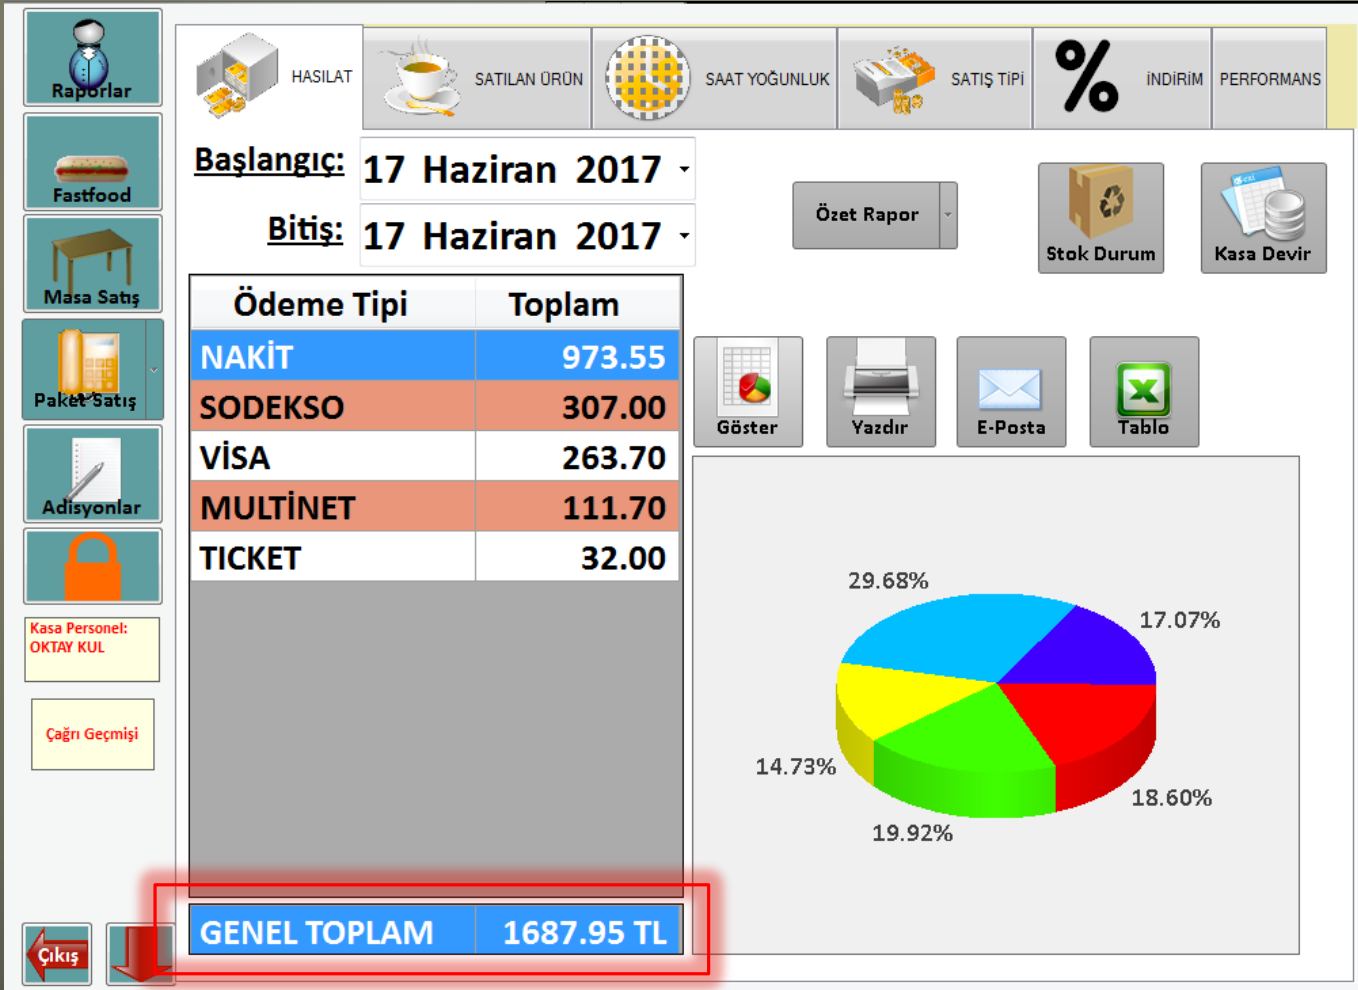 Raporlar
Fastfood
Masa Satış
Paket Satış
Adisyonlar
Kasa Personel:
OKTAY KUL
Çağrı Geçmişi
Çıkış
HASILAT
SATILAN ÜRÜN
SAAT YOĞUNLUK
SATIŞ TİPİ
%
İNDİRİM
PERFORMANS
Başlangıç: 17 Haziran 2017
Bitiş: 17 Haziran 2017
Özet Rapor
Stok Durum
Kasa Devir
Ödeme Tipi Toplam
NAKİT 973.55
SODEKSO 307.00
VİSA 263.70
MULTİNET 111.70
TICKET 32.00
GENEL TOPLAM 1687.95 TL
Göster
Yazdır
E-Posta
Tablo
29.68%
17.07%
14.73%
18.60%
19.92%